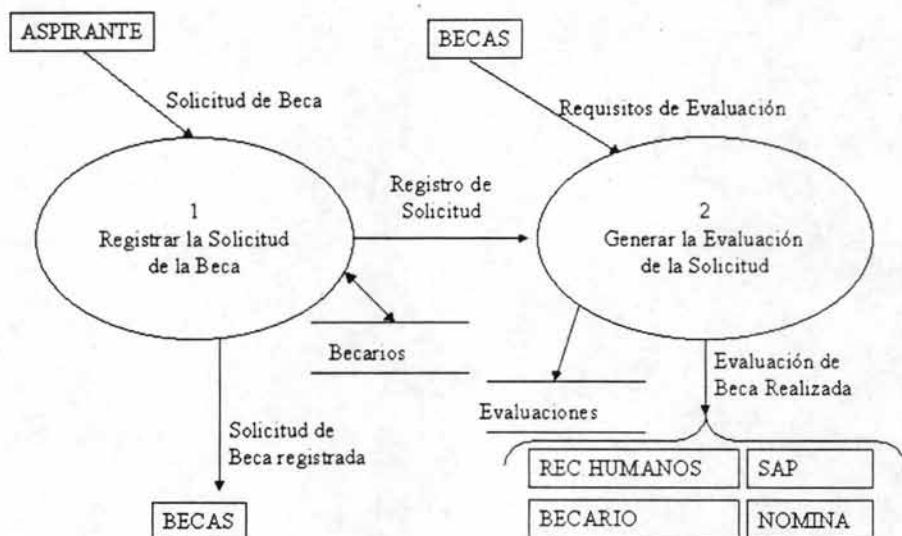 ASPIRANTE
BECAS
Solicitud de Beca
Requisitos de Evaluación
1
Registrar la Solicitud
de la Beca
Registro de
Solicitud
2
Generar la Evaluación
de la Solicitud
Becarios
Evaluaciones
Evaluación de
Beca Realizada
Solicitud de
Beca registrada
BECAS
REC HUMANOS
SAP
BECARIO
NOMINA